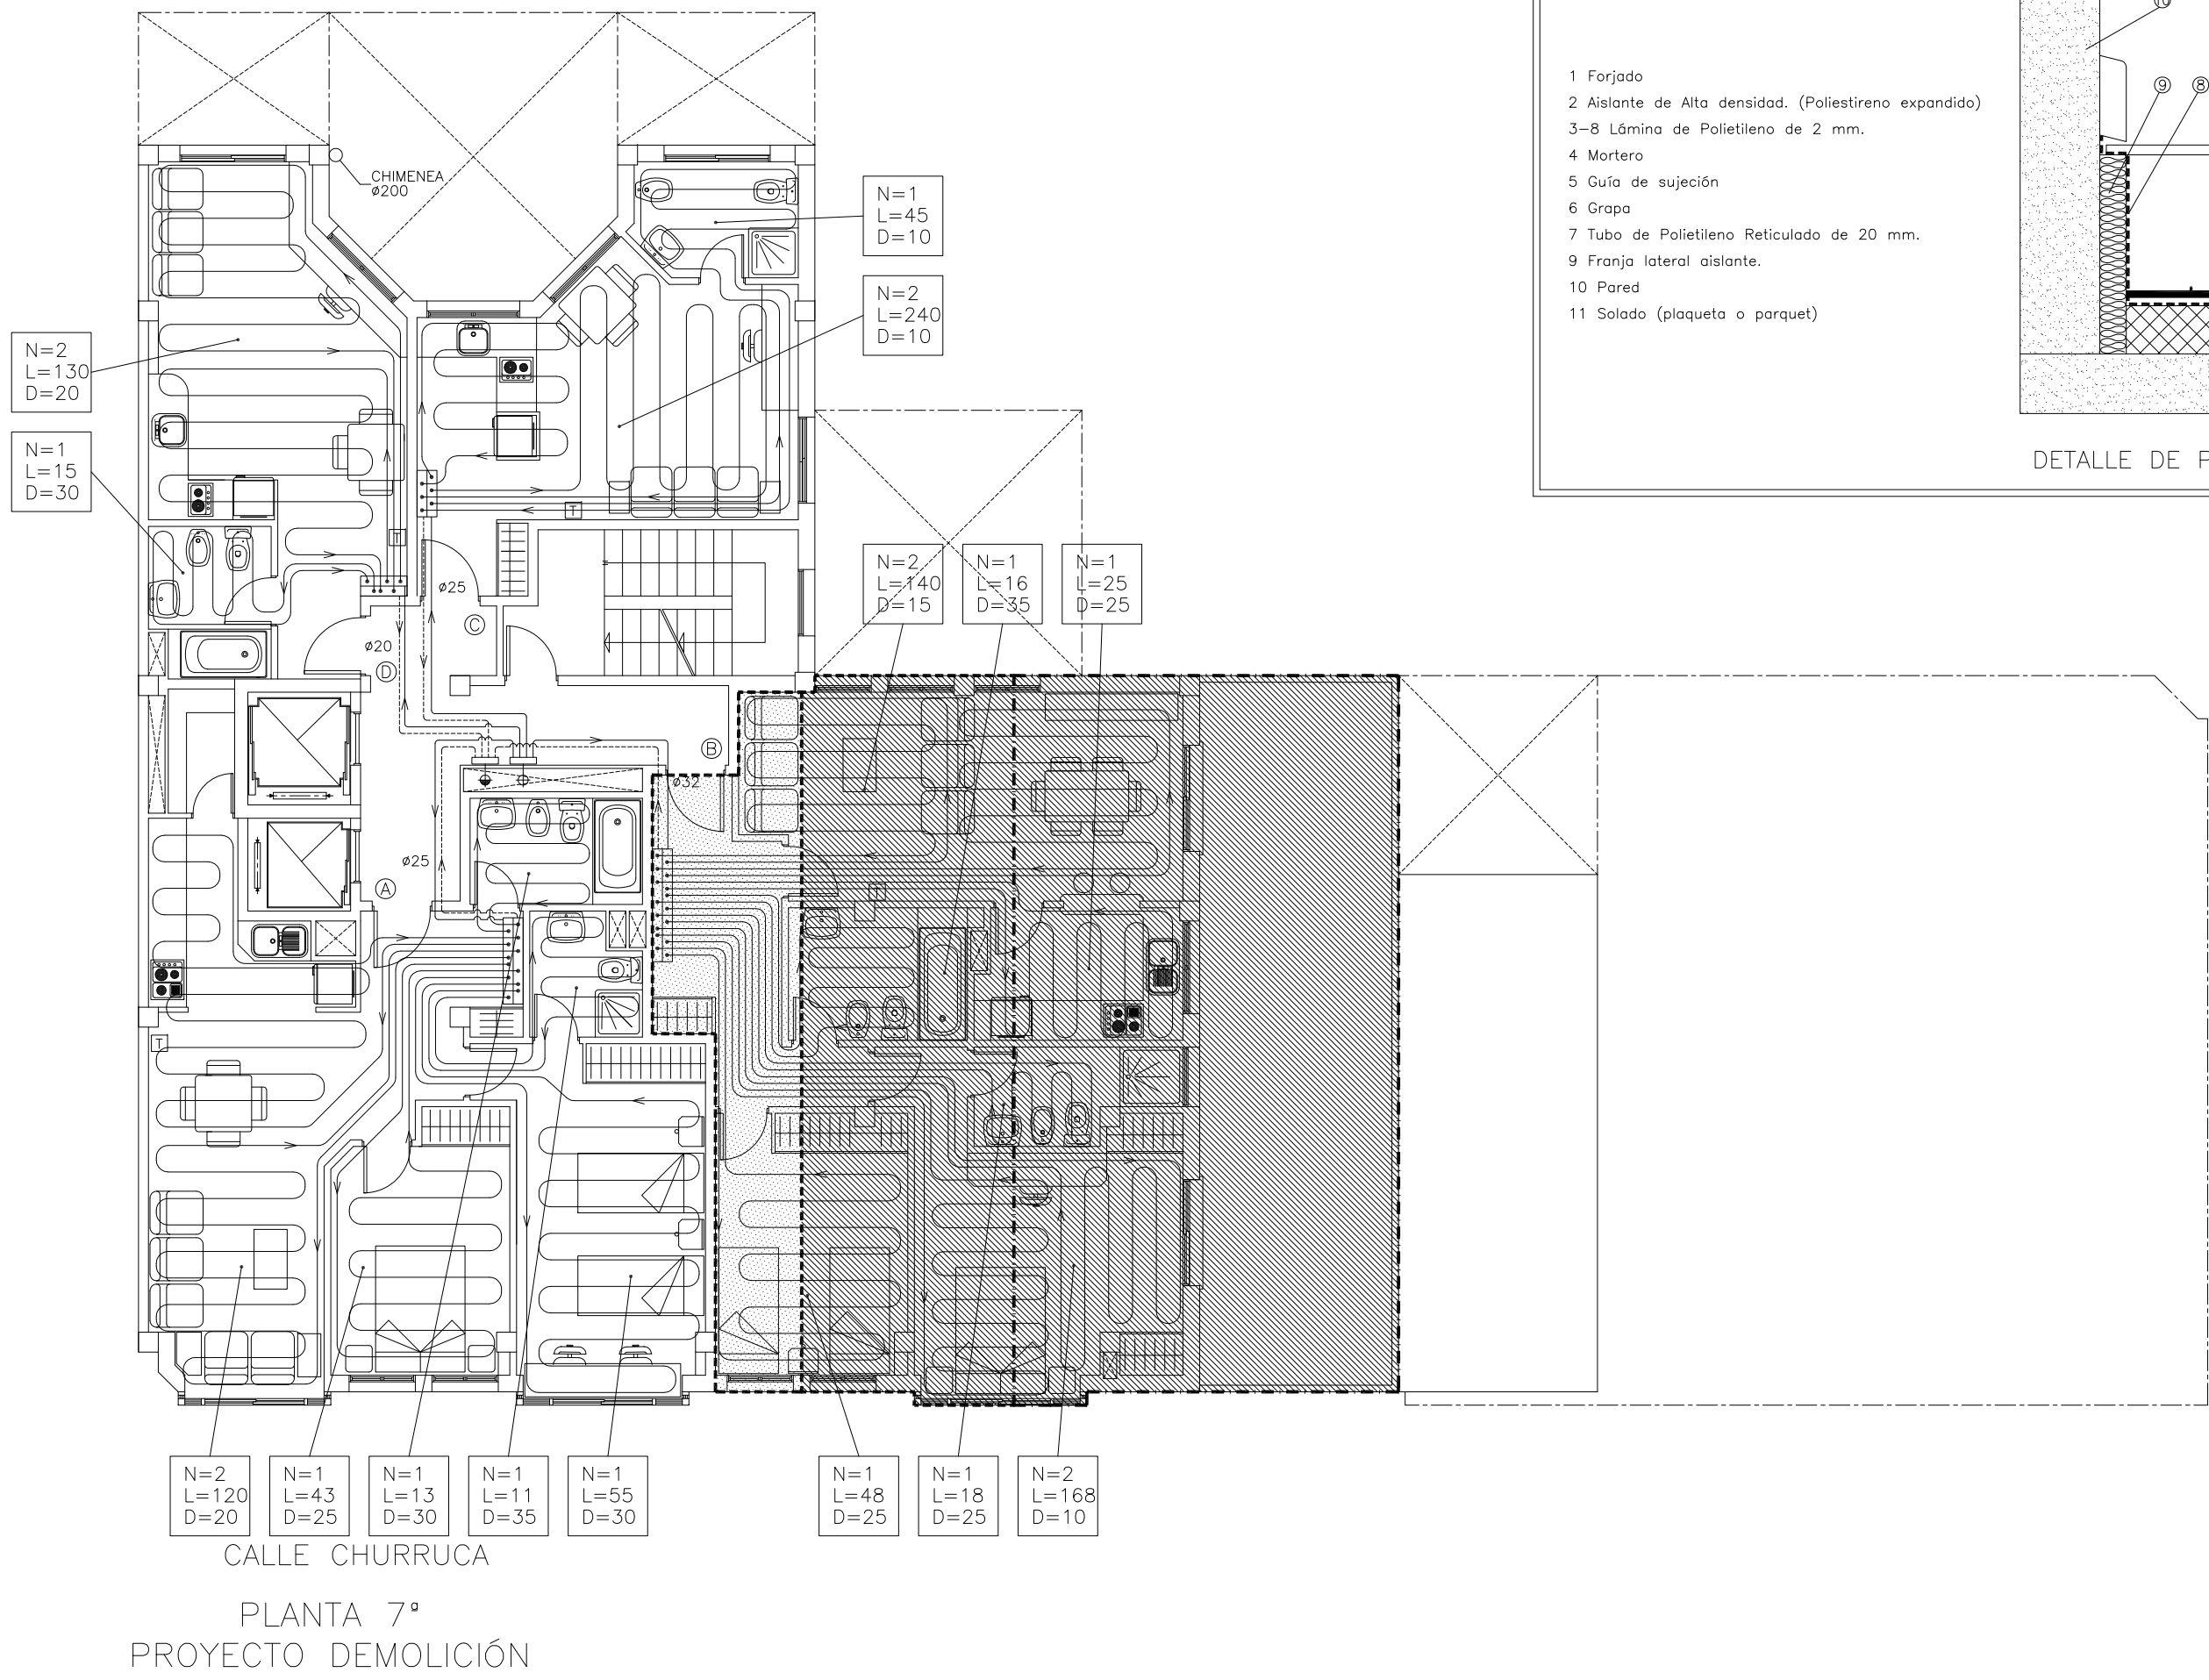 1 Forjado
2 Aislante de Alta densidad. (Poliestireno expandido)
3-8 Lámina de Polietileno de 2 mm.
4 Mortero
5 Guía de sujeción
6 Grapa
7 Tubo de Polietileno Reticulado de 20 mm.
9 Franja lateral aislante.
10 Pared
11 Solado (plaqueta o parquet)
10
9
8
DETALLE DE P
CHIMENEA
ø200
N=1
L=45
D=10
N=2
L=240
D=10
N=2
L=130
D=20
N=1
L=15
D=30
T
T
ø25
C
ø20
D
N=2
L=140
D=15
N=1
L=16
D=35
N=1
L=25
D=25
B
ø32
ø25
A
T
T
N=2
L=120
D=20
N=1
L=43
D=25
N=1
L=13
D=30
N=1
L=11
D=35
N=1
L=55
D=30
N=1
L=48
D=25
N=1
L=18
D=25
N=2
L=168
D=10
CALLE CHURRUCA
PLANTA 7ª
PROYECTO DEMOLICIÓN